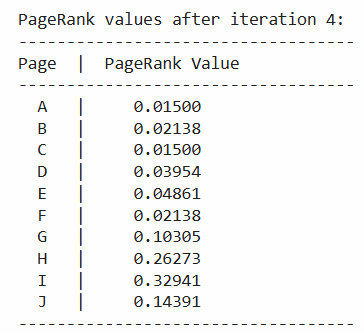 PageRank values after iteration 4:
-----------------------------------
Page  |  PageRank Value
-----------------------------------
  A   |     0.01500
  B   |     0.02138
  C   |     0.01500
  D   |     0.03954
  E   |     0.04861
  F   |     0.02138
  G   |     0.10305
  H   |     0.26273
  I   |     0.32941
  J   |     0.14391
-----------------------------------